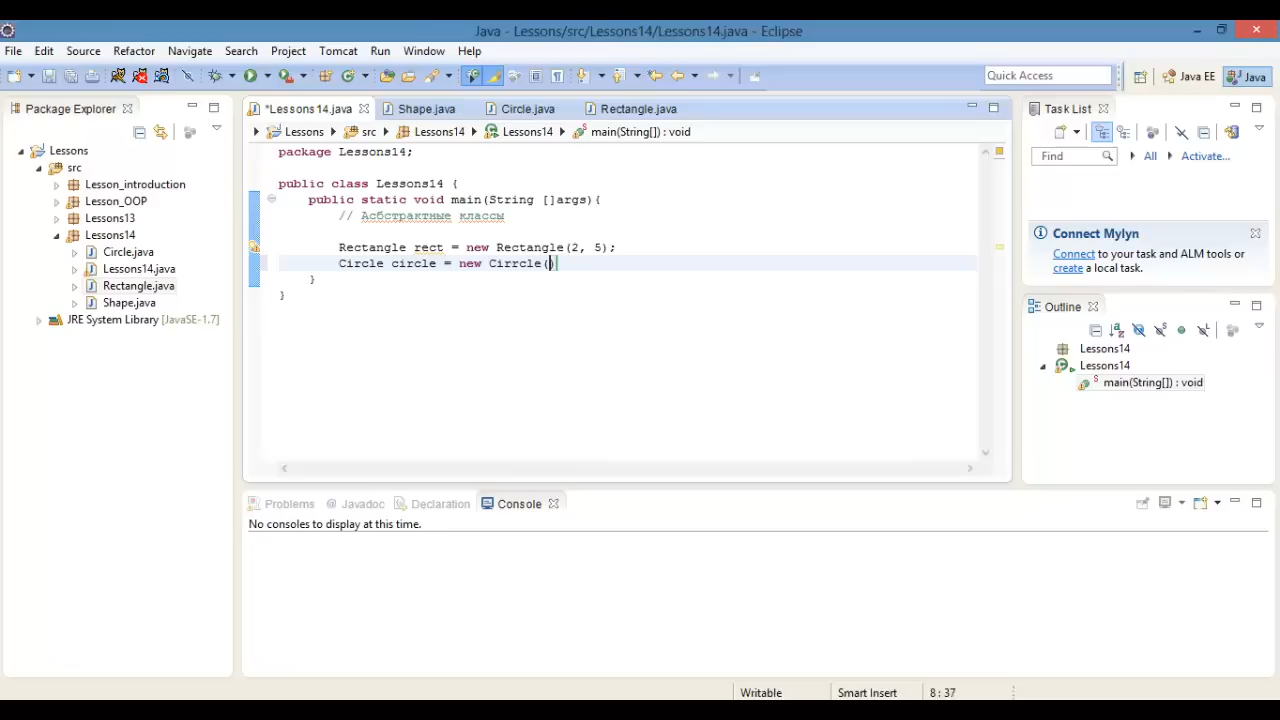 Java - Lessons/src/Lessons14/Lessons14.java - Eclipse
File Edit Source Refactor Navigate Search Project Tomcat Run Window Help
Quick Access Java EE Java
Package Explorer
Lessons
src
Lesson_introduction
Lesson_OOP
Lessons13
Lessons14
Circle.java
Lessons14.java
Rectangle.java
Shape.java
JRE System Library [JavaSE-1.7]
*Lessons14.java Shape.java Circle.java Rectangle.java
Lessons src Lessons14 Lessons14 main(String[]) : void
package Lessons14;
public class Lessons14 {
public static void main(String []args){
// Асбстрактные классы
Rectangle rect = new Rectangle(2, 5);
Circle circle = new Cirrcle()
}
}
Problems @ Javadoc Declaration Console
No consoles to display at this time.
Task List
Find All Activate...
Connect Mylyn
Connect to your task and ALM tools or
create a local task.
Outline
Lessons14
Lessons14
main(String[]) : void
Writable Smart Insert 8 : 37